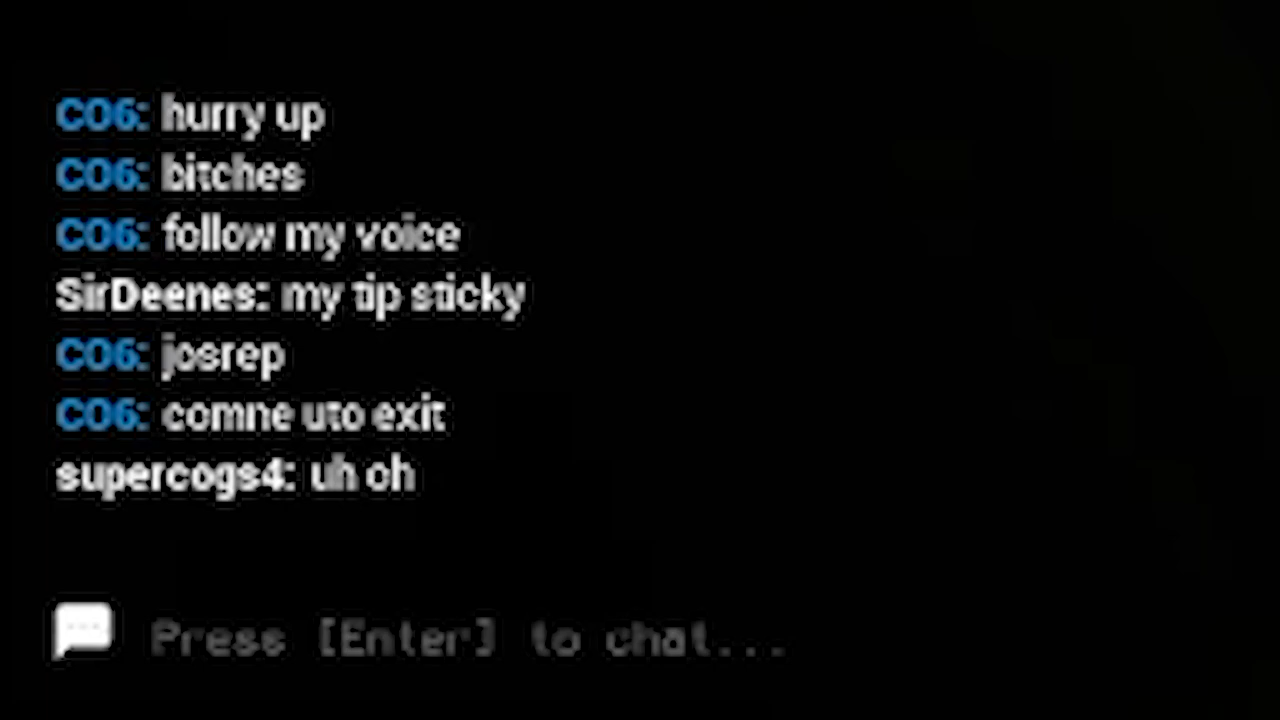 CO6: hurry up
CO6: bitches
CO6: follow my voice
SirDeenes: my tip sticky
CO6: josrep
CO6: comne uto exit
supercogs4: uh oh
Press [Enter] to chat...